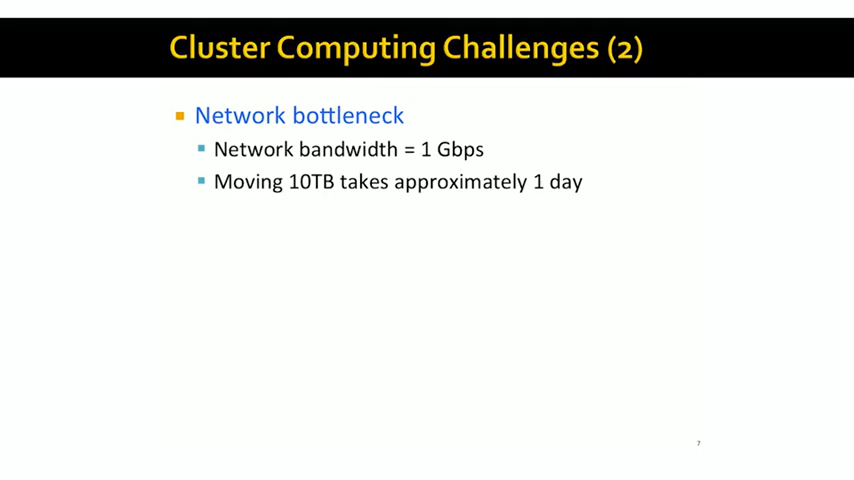 Cluster Computing Challenges (2)
Network bottleneck
Network bandwidth = 1 Gbps
Moving 10TB takes approximately 1 day
7